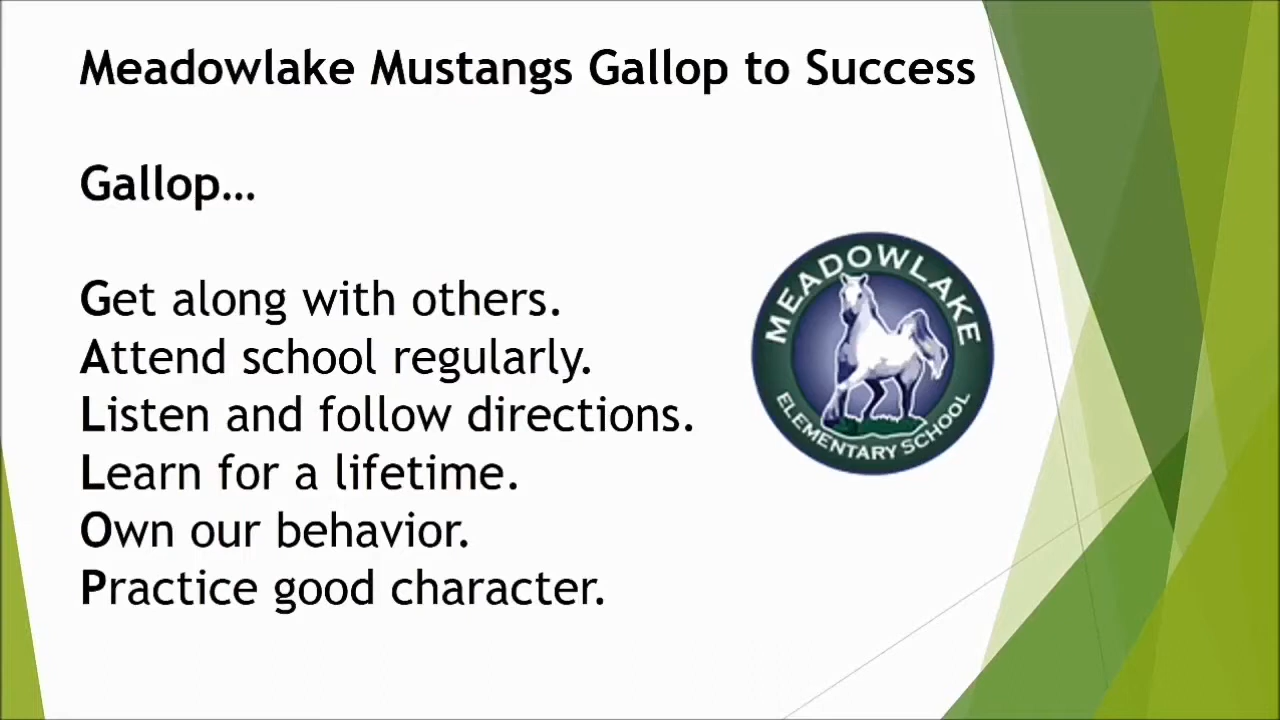 Meadowlake Mustangs Gallop to Success
Gallop…
Get along with others.
Attend school regularly.
Listen and follow directions.
Learn for a lifetime.
Own our behavior.
Practice good character.
MEADOWLAKE
ELEMENTARY SCHOOL